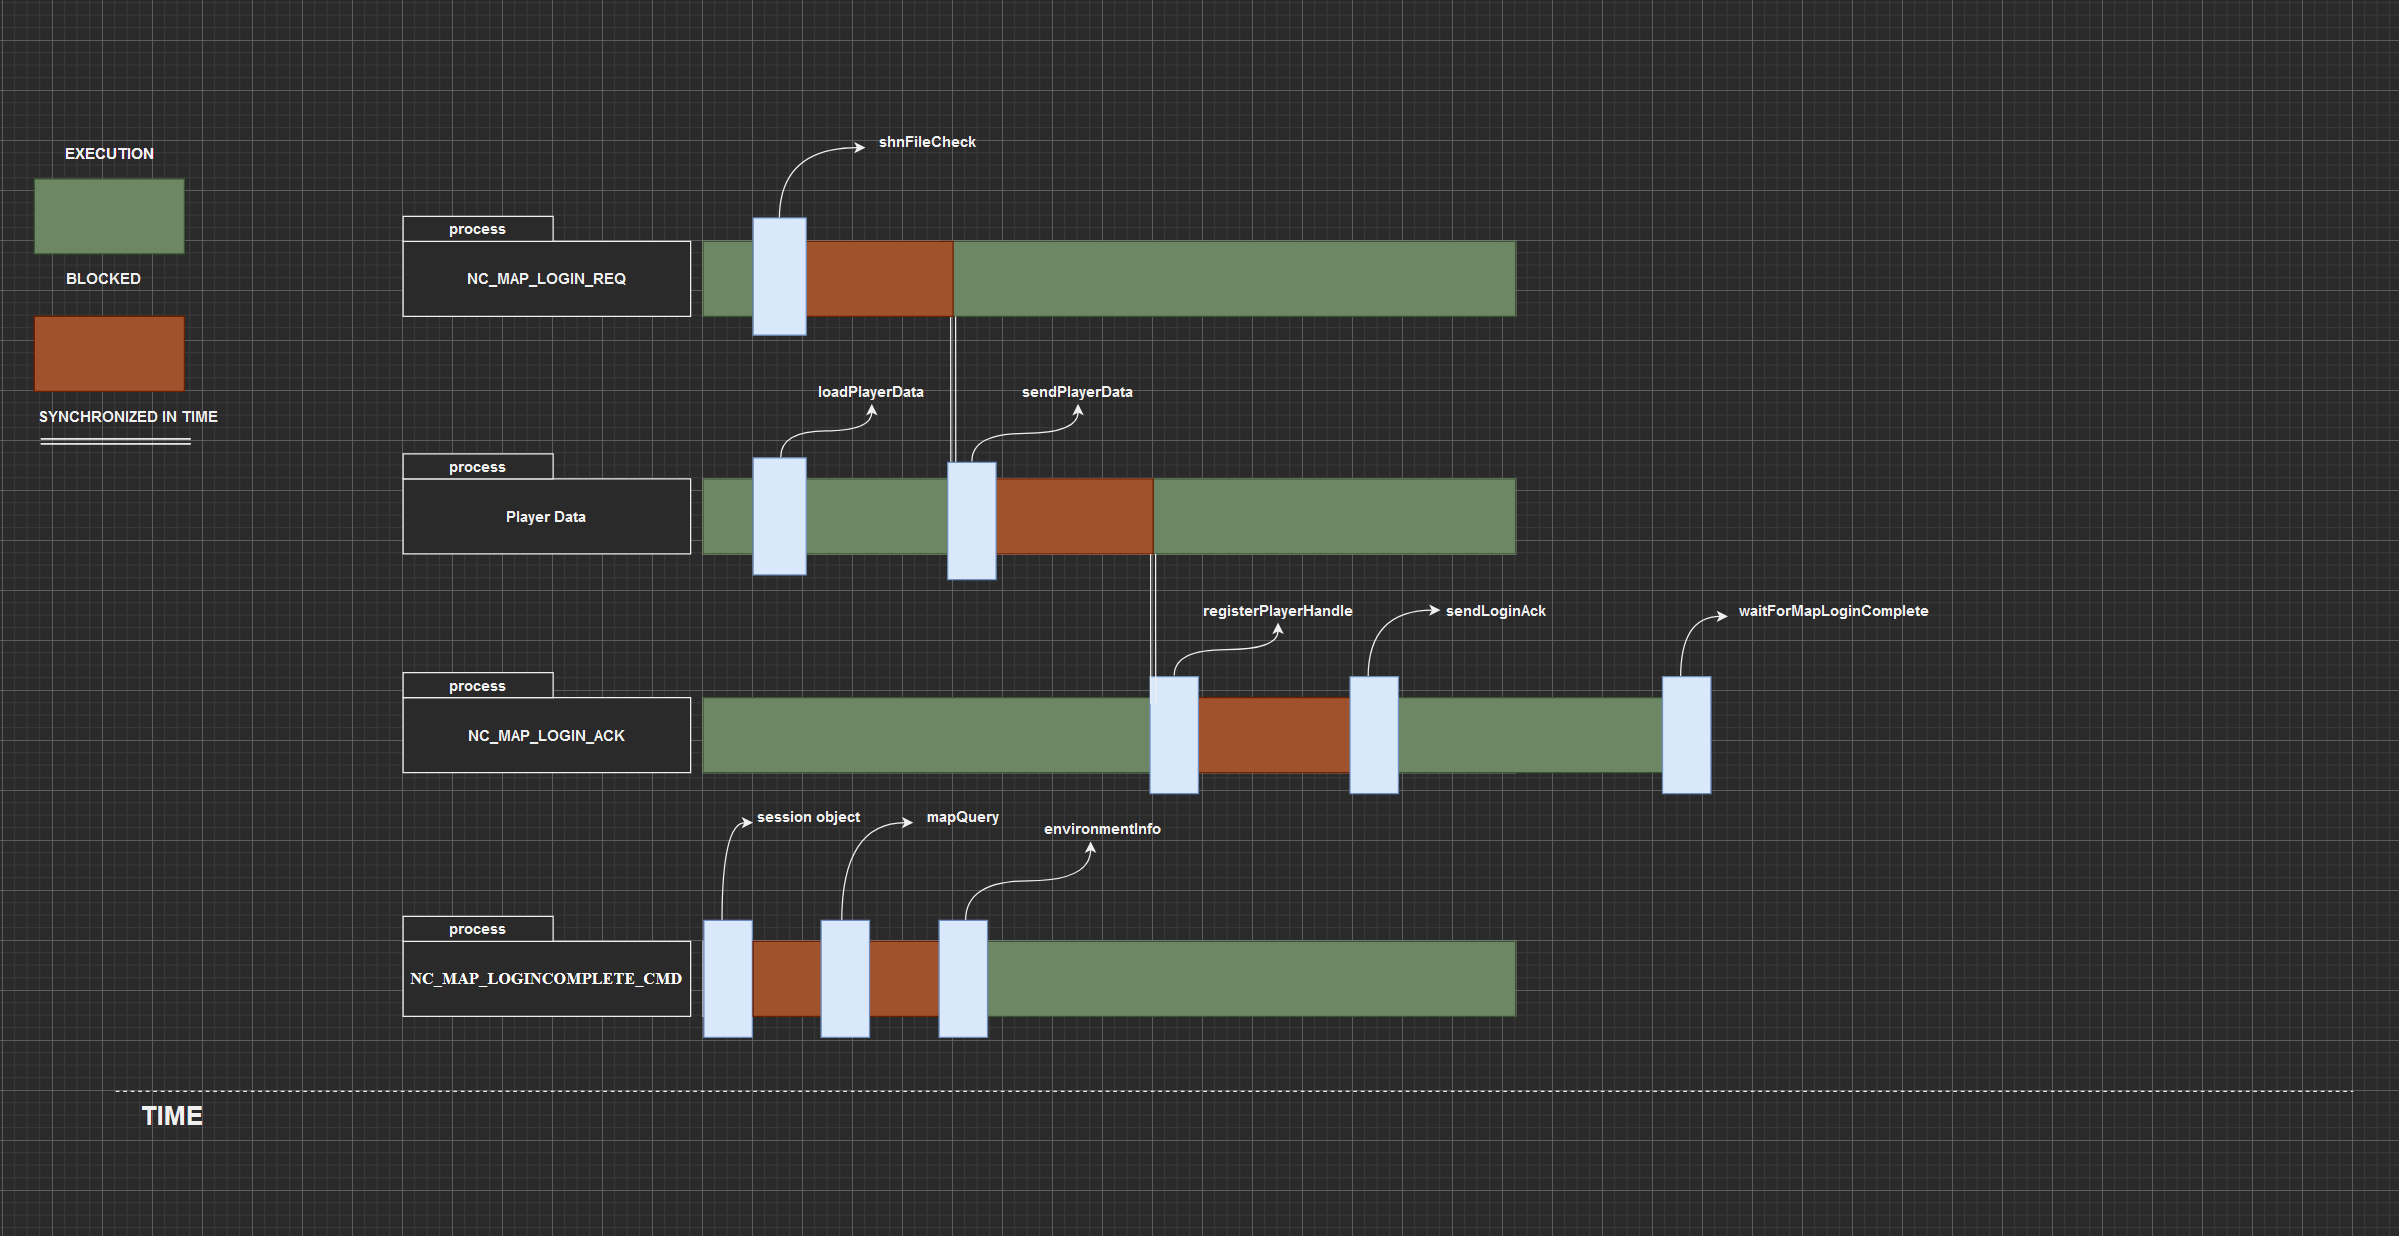 EXECUTION
BLOCKED
SYNCHRONIZED IN TIME
shnFileCheck
process
NC_MAP_LOGIN_REQ
loadPlayerData
sendPlayerData
process
Player Data
registerPlayerHandle
sendLoginAck
waitForMapLoginComplete
process
NC_MAP_LOGIN_ACK
session object
mapQuery
environmentInfo
process
NC_MAP_LOGINCOMPLETE_CMD
TIME